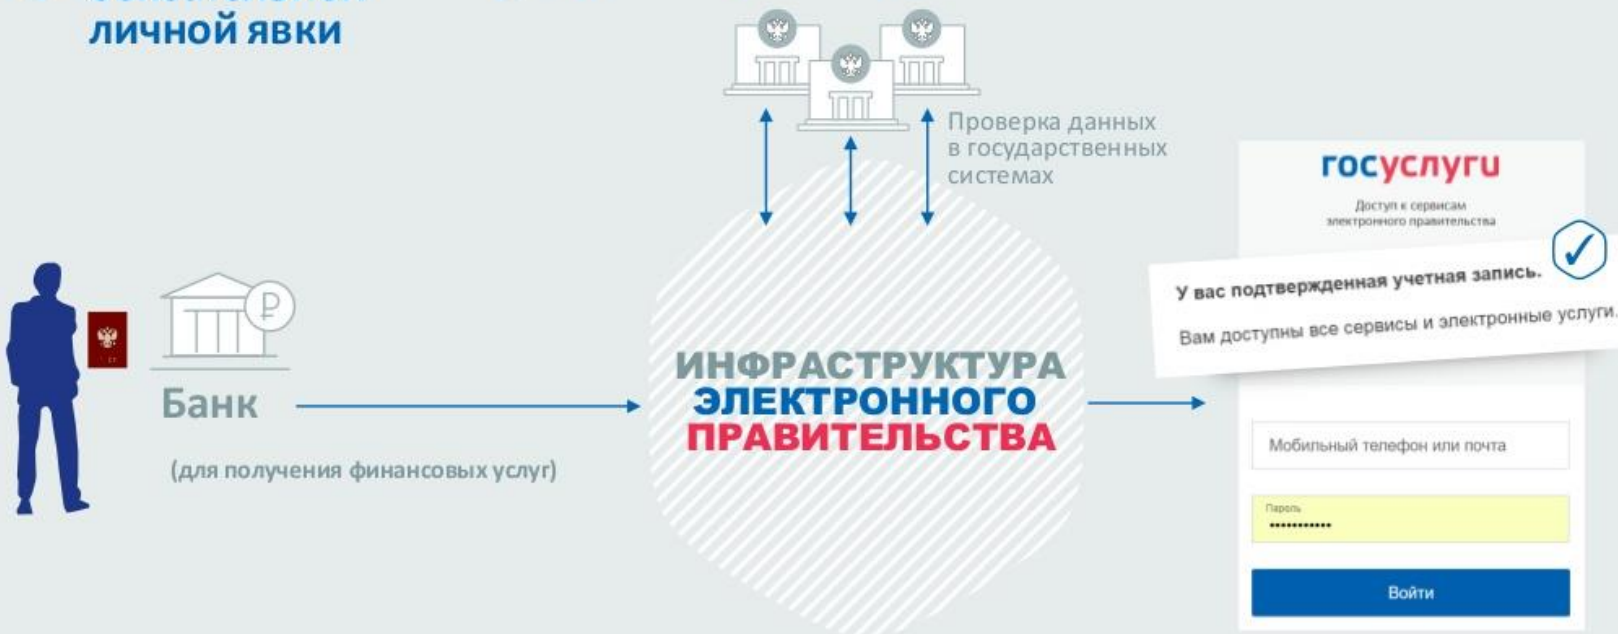 ЛИЧНОЙ ЯВКИ
Проверка данных
в государственных
системах
госуслуги
Доступ к сервисам
электронного правительства
У вас подтвержденная учетная запись.
Вам доступны все сервисы и электронные услуги.
Банк
(для получения финансовых услуг)
ИНФРАСТРУКТУРА
ЭЛЕКТРОННОГО
ПРАВИТЕЛЬСТВА
Мобильный телефон или почта
Пароль
•••••••••••
Войти